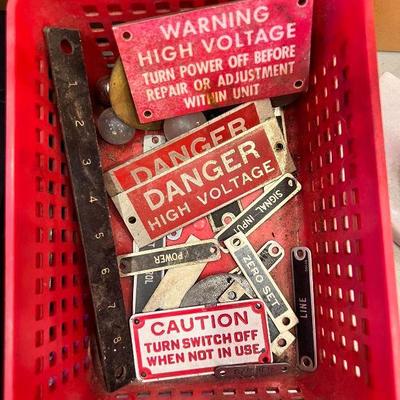 WARNING
HIGH VOLTAGE
TURN POWER OFF BEFORE
REPAIR OR ADJUSTMENT
WITHIN UNIT
1 2 3 4 5 6 7 8
DANGER
DANGER
HIGH VOLTAGE
SIGNAL INPUT
POWER
ZERO SET
LINE
CAUTION
TURN SWITCH OFF
WHEN NOT IN USE